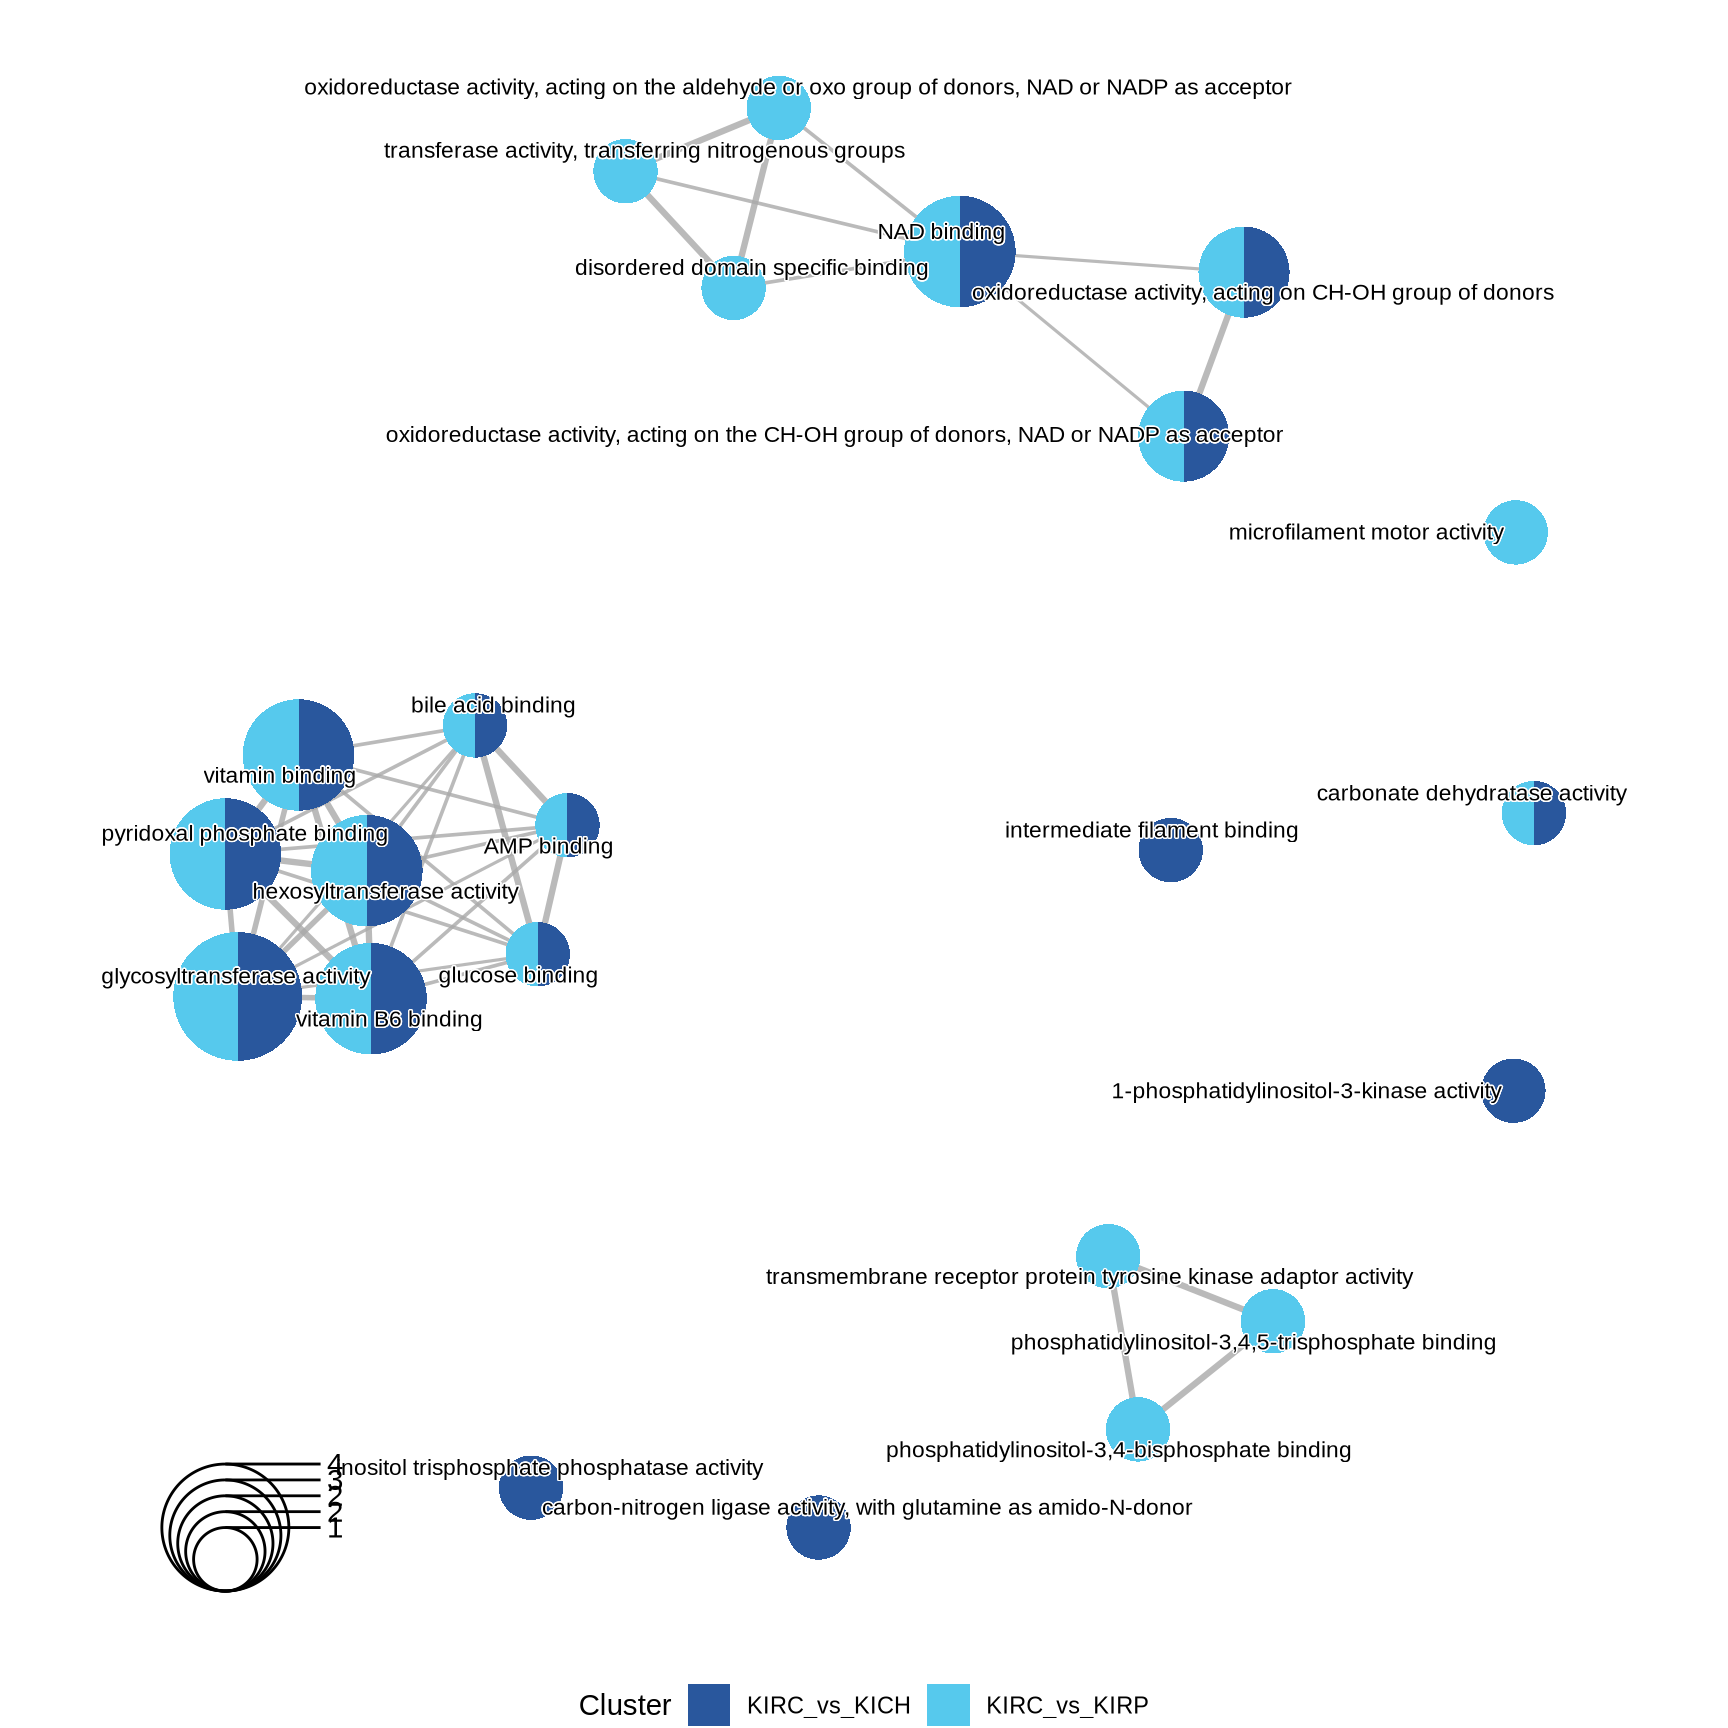 oxidoreductase activity, acting on the aldehyde or oxo group of donors, NAD or NADP as acceptor
transferase activity, transferring nitrogenous groups
NAD binding
disordered domain specific binding
oxidoreductase activity, acting on CH-OH group of donors
oxidoreductase activity, acting on the CH-OH group of donors, NAD or NADP as acceptor
microfilament motor activity
bile acid binding
vitamin binding
carbonate dehydratase activity
intermediate filament binding
pyridoxal phosphate binding
AMP binding
hexosyltransferase activity
glycosyltransferase activity
glucose binding
vitamin B6 binding
1-phosphatidylinositol-3-kinase activity
transmembrane receptor protein tyrosine kinase adaptor activity
phosphatidylinositol-3,4,5-trisphosphate binding
phosphatidylinositol-3,4-bisphosphate binding
inositol trisphosphate phosphatase activity
carbon-nitrogen ligase activity, with glutamine as amido-N-donor
4
3
2
2
1
Cluster KIRC_vs_KICH KIRC_vs_KIRP